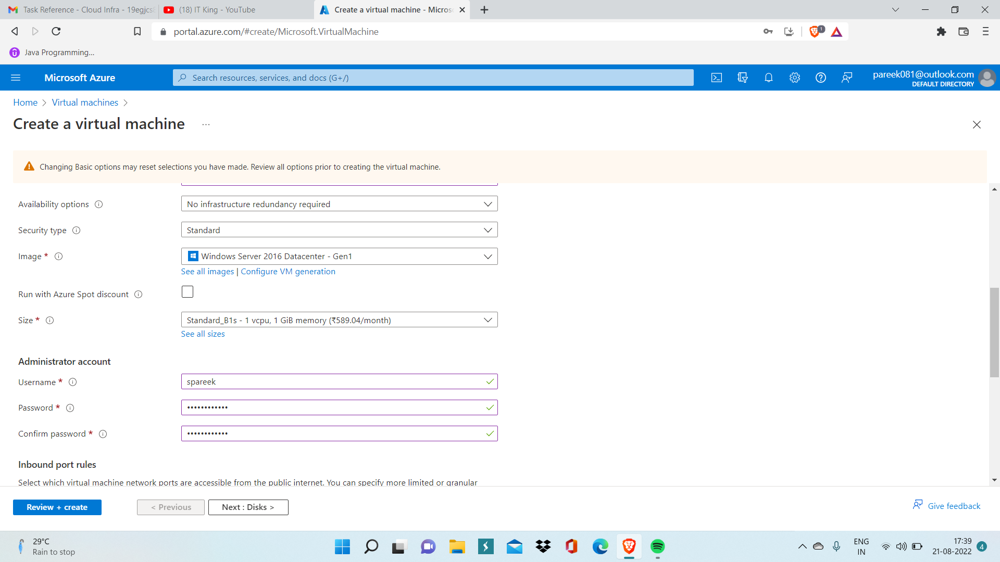 Task Reference - Cloud Infra - 19egjcs8
(18) IT King - YouTube
Create a virtual machine - Micros
portal.azure.com/#create/Microsoft.VirtualMachine
1
Java Programming...
Microsoft Azure
Search resources, services, and docs (G+/)
pareek081@outlook.com
DEFAULT DIRECTORY
Home > Virtual machines >
Create a virtual machine ...
Changing Basic options may reset selections you have made. Review all options prior to creating the virtual machine.
Availability options
No infrastructure redundancy required
Security type
Standard
Image *
Windows Server 2016 Datacenter - Gen1
See all images | Configure VM generation
Run with Azure Spot discount
Size *
Standard_B1s - 1 vcpu, 1 GiB memory (₹589.04/month)
See all sizes
Administrator account
Username *
spareek
Password *
••••••••••••
Confirm password *
••••••••••••
Inbound port rules
Select which virtual machine network ports are accessible from the public internet. You can specify more limited or granular
Review + create
< Previous
Next : Disks >
Give feedback
29°C
Rain to stop
ENG
IN
17:39
21-08-2022
4